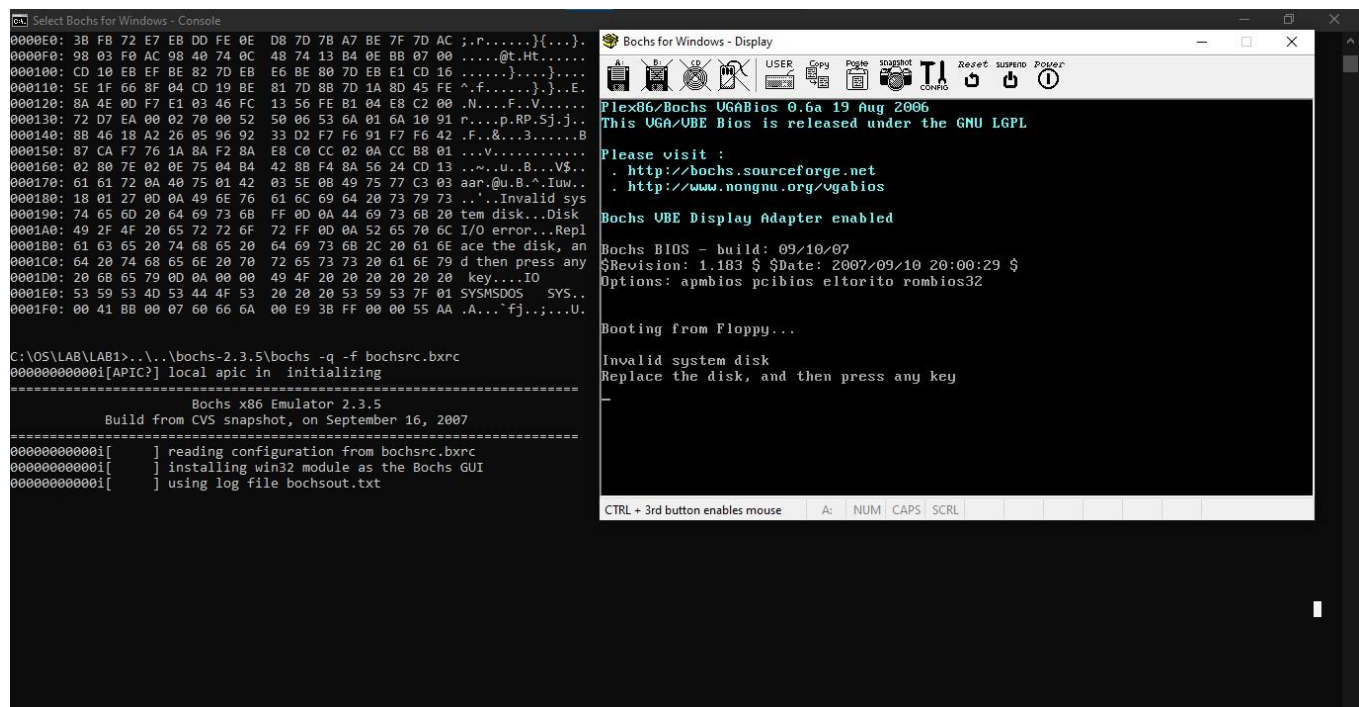 Select Bochs for Windows - Console
0000E0: 3B FB 72 E7 EB DD FE 0E  D8 7D 7B A7 BE 7F 7D AC ;.r......}{...}.
0000F0: 98 03 F0 AC 98 40 74 0C  48 74 13 B4 0E BB 07 00 .....@t.Ht......
000100: CD 10 EB EF BE 82 7D EB  E6 BE 80 7D EB E1 CD 16 ......}....}....
000110: 5E 1F 66 8F 04 CD 19 BE  81 7D 8B 7D 1A 8D 45 FE ^.f......}.}..E.
000120: 8A 4E 0D F7 E1 03 46 FC  13 56 FE B1 04 E8 C2 00 .N....F..V......
000130: 72 D7 EA 00 02 70 00 52  50 06 53 6A 01 6A 10 91 r....p.RP.Sj.j..
000140: 8B 46 18 A2 26 05 96 92  33 D2 F7 F6 91 F7 F6 42 .F..&...3......B
000150: 87 CA F7 76 1A 8A F2 8A  E8 C0 CC 02 0A CC B8 01 ...v............
000160: 02 80 7E 02 0E 75 04 B4  42 8B F4 8A 56 24 CD 13 ..~..u..B...V$..
000170: 61 61 72 0A 40 75 01 42  03 5E 0B 49 75 77 C3 03 aar.@u.B.^.Iuw..
000180: 18 01 27 0D 0A 49 6E 76  61 6C 69 64 20 73 79 73 ..'..Invalid sys
000190: 74 65 6D 20 64 69 73 6B  FF 0D 0A 44 69 73 6B 20 tem disk...Disk
0001A0: 49 2F 4F 20 65 72 72 6F  72 FF 0D 0A 52 65 70 6C I/O error...Repl
0001B0: 61 63 65 20 74 68 65 20  64 69 73 6B 2C 20 61 6E ace the disk, an
0001C0: 64 20 74 68 65 6E 20 70  72 65 73 73 20 61 6E 79 d then press any
0001D0: 20 6B 65 79 0D 0A 00 00  49 4F 20 20 20 20 20 20  key....IO
0001E0: 53 59 53 4D 53 44 4F 53  20 20 20 53 59 53 7F 01 SYSMSDOS   SYS..
0001F0: 00 41 BB 00 07 60 66 6A  00 E9 3B FF 00 00 55 AA .A...`fj..;...U.
C:\OS\LAB\LAB1>..\..\bochs-2.3.5\bochs -q -f bochsrc.bxrc
00000000000i[APIC?] local apic in  initializing
========================================================================
Bochs x86 Emulator 2.3.5
Build from CVS snapshot, on September 16, 2007
========================================================================
00000000000i[     ] reading configuration from bochsrc.bxrc
00000000000i[     ] installing win32 module as the Bochs GUI
00000000000i[     ] using log file bochsout.txt
Bochs for Windows - Display
A: B: CD USER Copy Paste snapshot CONFIG Reset SUSPEND Power
Plex86/Bochs VGABios 0.6a 19 Aug 2006
This VGA/VBE Bios is released under the GNU LGPL
Please visit :
. http://bochs.sourceforge.net
. http://www.nongnu.org/vgabios
Bochs VBE Display Adapter enabled
Bochs BIOS - build: 09/10/07
$Revision: 1.183 $ $Date: 2007/09/10 20:00:29 $
Options: apmbios pcibios eltorito rombios32
Booting from Floppy...
Invalid system disk
Replace the disk, and then press any key
CTRL + 3rd button enables mouse A: NUM CAPS SCRL